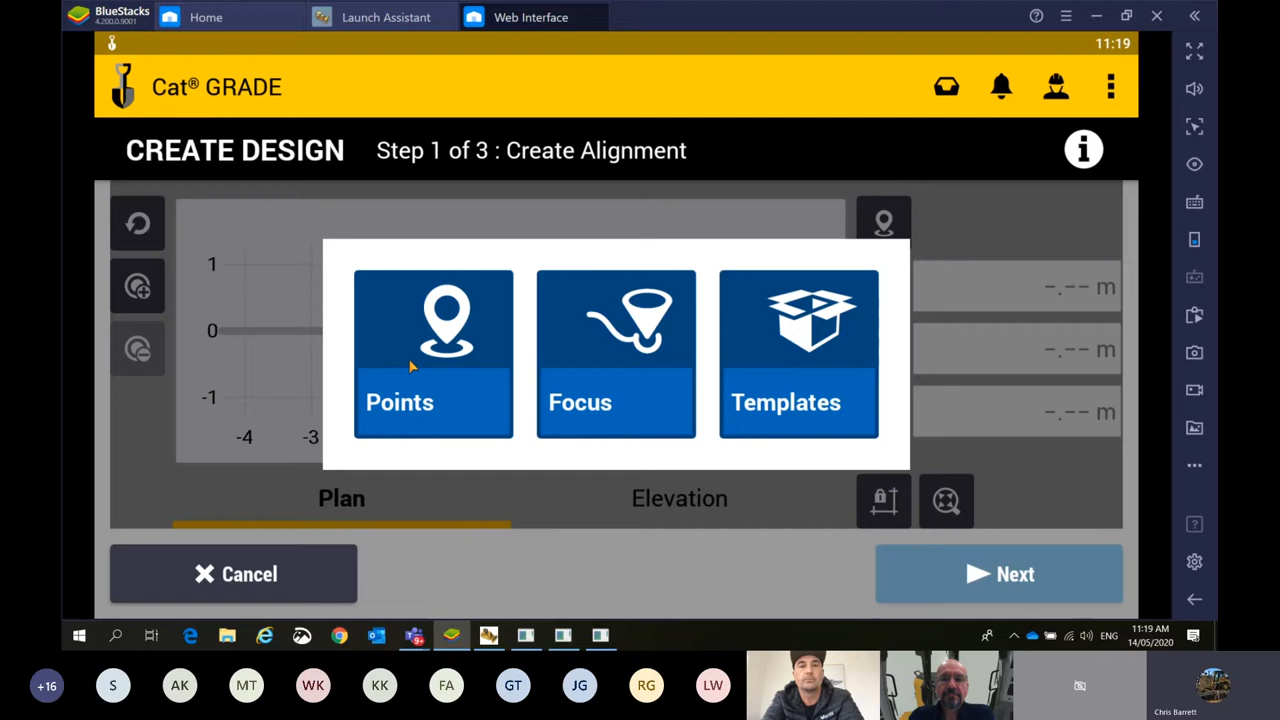 BlueStacks
4.200.0.9001
Home
Launch Assistant
Web Interface
11:19
Cat® GRADE
CREATE DESIGN
Step 1 of 3 : Create Alignment
1
0
-1
-4
-3
Points
Focus
Templates
-.-- m
-.-- m
-.-- m
Plan
Elevation
Cancel
Next
ENG
11:19 AM
14/05/2020
+16
S
AK
MT
WK
KK
FA
GT
JG
RG
LW
Chris Barrett